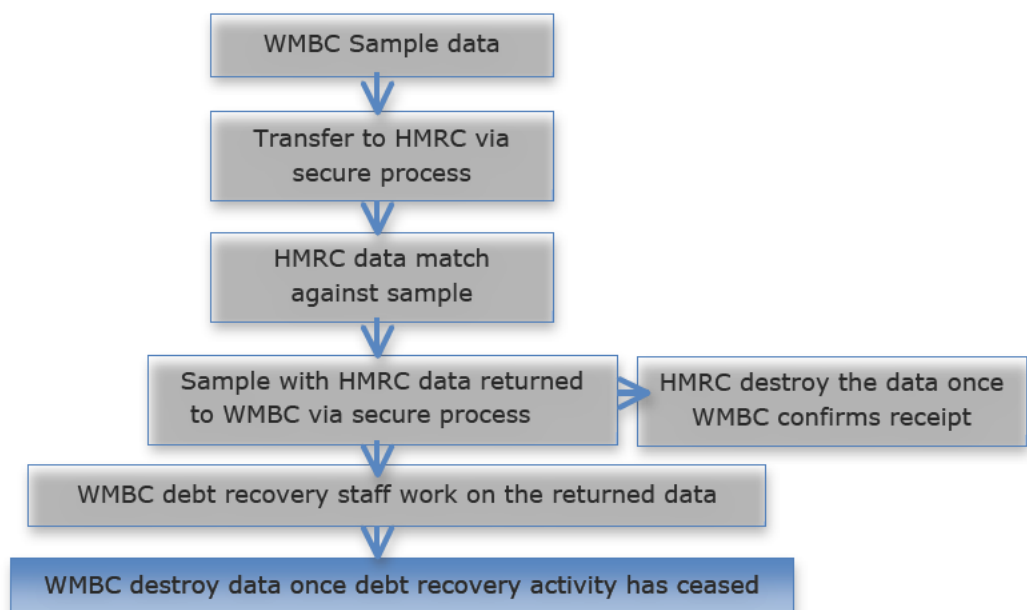 WMBC Sample data
Transfer to HMRC via
secure process
HMRC data match
against sample
Sample with HMRC data returned
to WMBC via secure process
HMRC destroy the data once
WMBC confirms receipt
WMBC debt recovery staff work on the returned data
WMBC destroy data once debt recovery activity has ceased